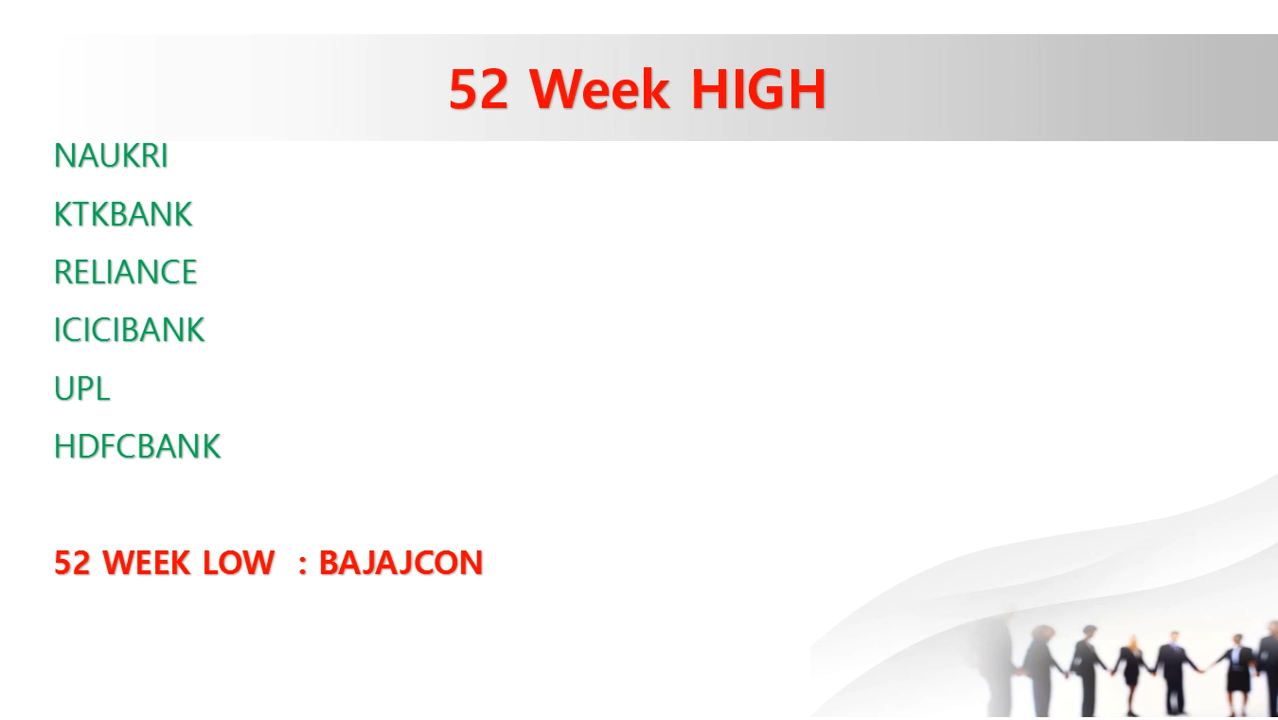 52 Week HIGH
NAUKRI
KTKBANK
RELIANCE
ICICIBANK
UPL
HDFCBANK
52 WEEK LOW : BAJAJCON